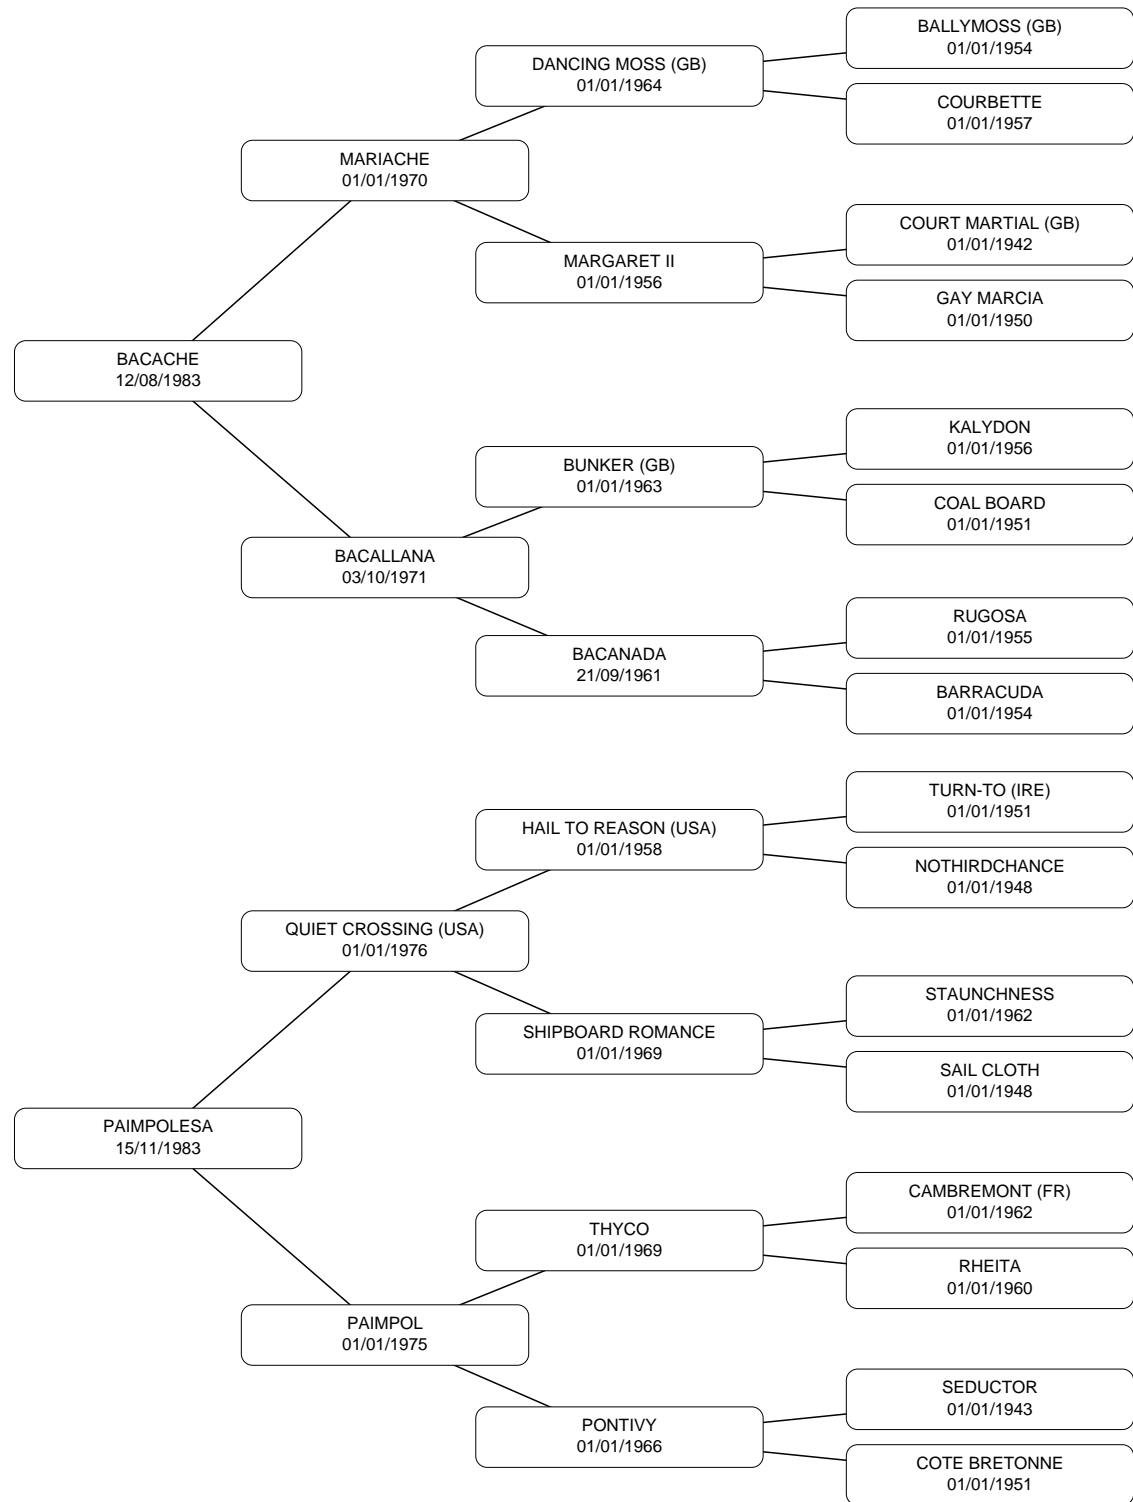 BALLYMOSS (GB)
01/01/1954
DANCING MOSS (GB)
01/01/1964
COURBETTE
01/01/1957
MARIACHE
01/01/1970
COURT MARTIAL (GB)
01/01/1942
MARGARET II
01/01/1956
GAY MARCIA
01/01/1950
BACACHE
12/08/1983
KALYDON
01/01/1956
BUNKER (GB)
01/01/1963
COAL BOARD
01/01/1951
BACALLANA
03/10/1971
RUGOSA
01/01/1955
BACANADA
21/09/1961
BARRACUDA
01/01/1954
TURN-TO (IRE)
01/01/1951
HAIL TO REASON (USA)
01/01/1958
NOTHIRDCHANCE
01/01/1948
QUIET CROSSING (USA)
01/01/1976
STAUNCHNESS
01/01/1962
SHIPBOARD ROMANCE
01/01/1969
SAIL CLOTH
01/01/1948
PAIMPOLESA
15/11/1983
CAMBREMONT (FR)
01/01/1962
THYCO
01/01/1969
RHEITA
01/01/1960
PAIMPOL
01/01/1975
SEDUCTOR
01/01/1943
PONTIVY
01/01/1966
COTE BRETONNE
01/01/1951